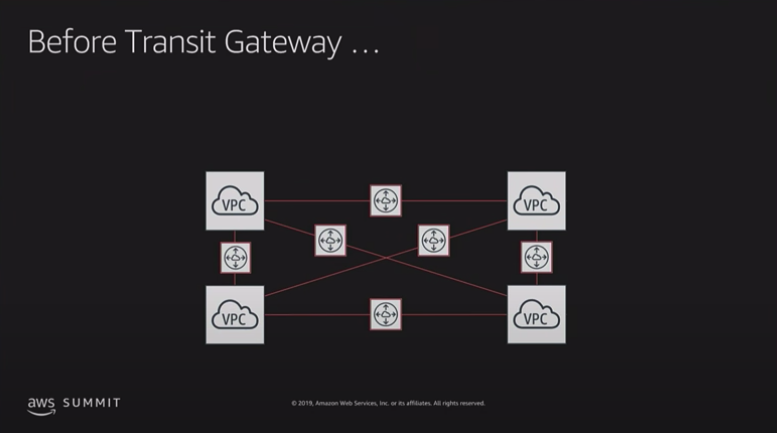 Before Transit Gateway ...
VPC
VPC
VPC
VPC
aws SUMMIT
© 2019, Amazon Web Services, Inc. or its affiliates. All rights reserved.